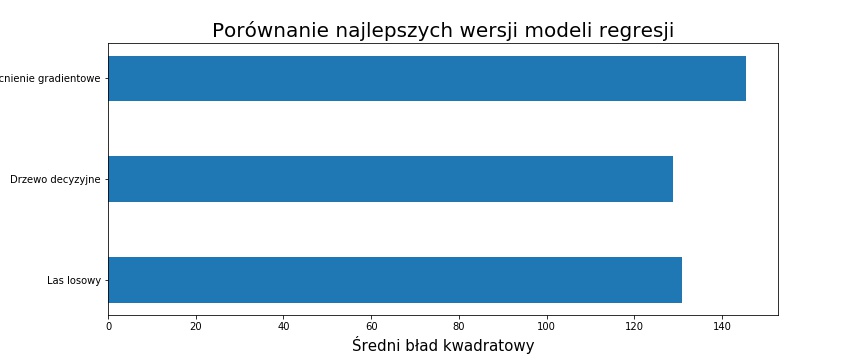 Porównanie najlepszych wersji modeli regresji
cnienie gradientowe
Drzewo decyzyjne
Las losowy
0 20 40 60 80 100 120 140
Średni bład kwadratowy